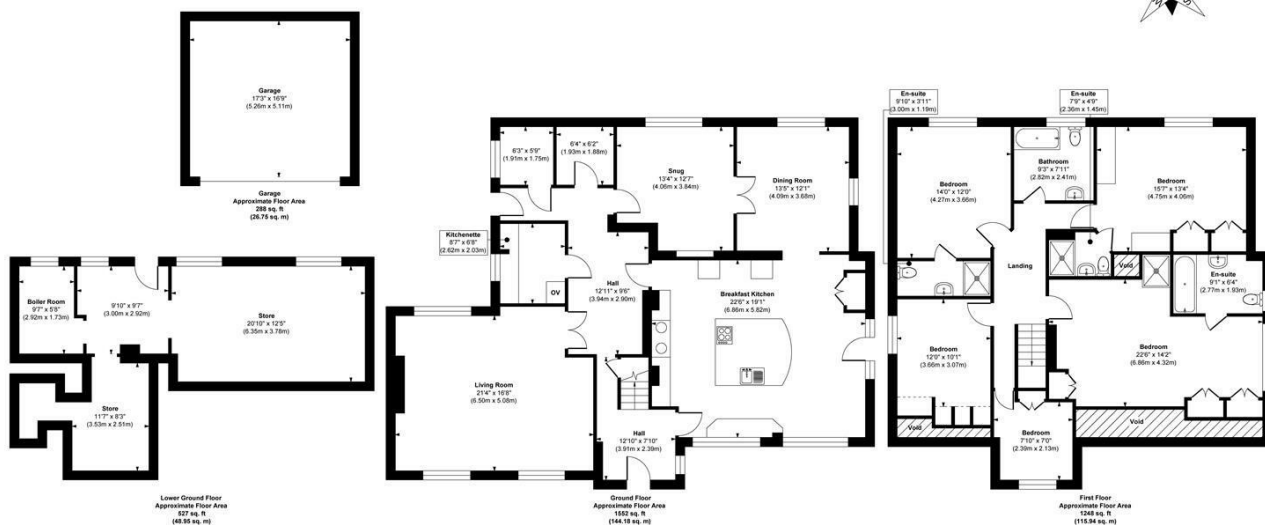 Garage
17'3" x 16'9"
(5.26m x 5.11m)
Garage
Approximate Floor Area
288 sq. ft
(26.75 sq. m)
Boiler Room
9'7" x 5'8"
(2.92m x 1.73m)
9'10" x 9'7"
(3.00m x 2.92m)
Store
20'10" x 12'5"
(6.35m x 3.78m)
Store
11'7" x 8'3"
(3.53m x 2.51m)
Lower Ground Floor
Approximate Floor Area
527 sq. ft
(48.95 sq. m)
6'3" x 5'9"
(1.91m x 1.75m)
6'4" x 6'2"
(1.93m x 1.88m)
Snug
13'4" x 12'7"
(4.06m x 3.84m)
Dining Room
13'5" x 12'1"
(4.09m x 3.68m)
Kitchenette
8'7" x 6'8"
(2.62m x 2.03m)
OV
Hall
12'11" x 9'6"
(3.94m x 2.90m)
Breakfast Kitchen
22'6" x 19'1"
(6.86m x 5.82m)
Living Room
21'4" x 16'8"
(6.50m x 5.08m)
Hall
12'10" x 7'10"
(3.91m x 2.39m)
Ground Floor
Approximate Floor Area
1552 sq. ft
(144.18 sq. m)
En-suite
9'10" x 3'11"
(3.00m x 1.19m)
En-suite
7'9" x 4'9"
(2.36m x 1.45m)
Bedroom
14'0" x 12'0"
(4.27m x 3.66m)
Bathroom
9'3" x 7'11"
(2.82m x 2.41m)
Bedroom
15'7" x 13'4"
(4.75m x 4.06m)
Landing
Void
En-suite
9'1" x 6'4"
(2.77m x 1.93m)
Bedroom
12'0" x 10'1"
(3.66m x 3.07m)
Bedroom
22'6" x 14'2"
(6.86m x 4.32m)
Void
Void
Bedroom
7'10" x 7'0"
(2.39m x 2.13m)
First Floor
Approximate Floor Area
1248 sq. ft
(115.94 sq. m)